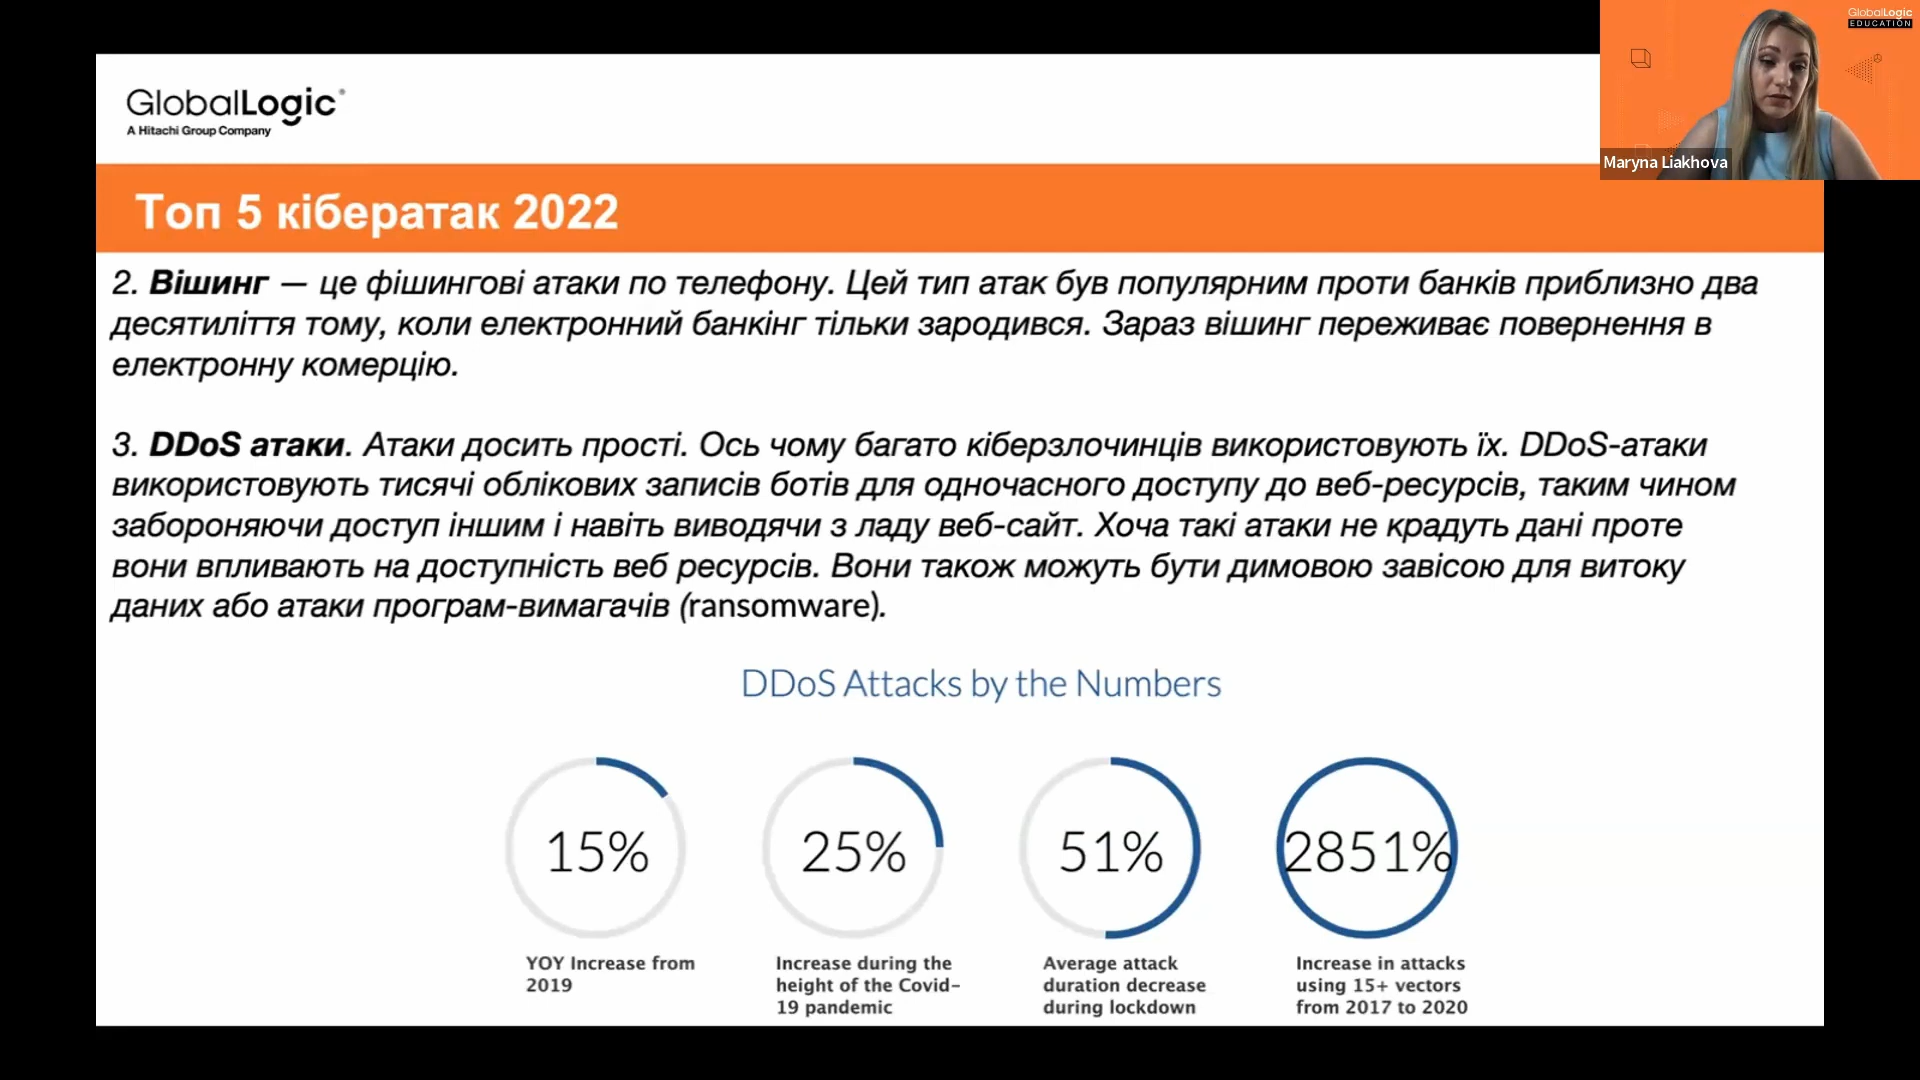 GlobalLogic
EDUCATION
Maryna Liakhova
GlobalLogic®
A Hitachi Group Company
Топ 5 кібератак 2022
2. Вішинг — це фішингові атаки по телефону. Цей тип атак був популярним проти банків приблизно два
десятиліття тому, коли електронний банкінг тільки зародився. Зараз вішинг переживає повернення в
електронну комерцію.
3. DDoS атаки. Атаки досить прості. Ось чому багато кіберзлочинців використовують їх. DDoS-атаки
використовують тисячі облікових записів ботів для одночасного доступу до веб-ресурсів, таким чином
забороняючи доступ іншим і навіть виводячи з ладу веб-сайт. Хоча такі атаки не крадуть дані проте
вони впливають на доступність веб ресурсів. Вони також можуть бути димовою завісою для витоку
даних або атаки програм-вимагачів (ransomware).
DDoS Attacks by the Numbers
15%
25%
51%
2851%
YOY Increase from
2019
Increase during the
height of the Covid-
19 pandemic
Average attack
duration decrease
during lockdown
Increase in attacks
using 15+ vectors
from 2017 to 2020